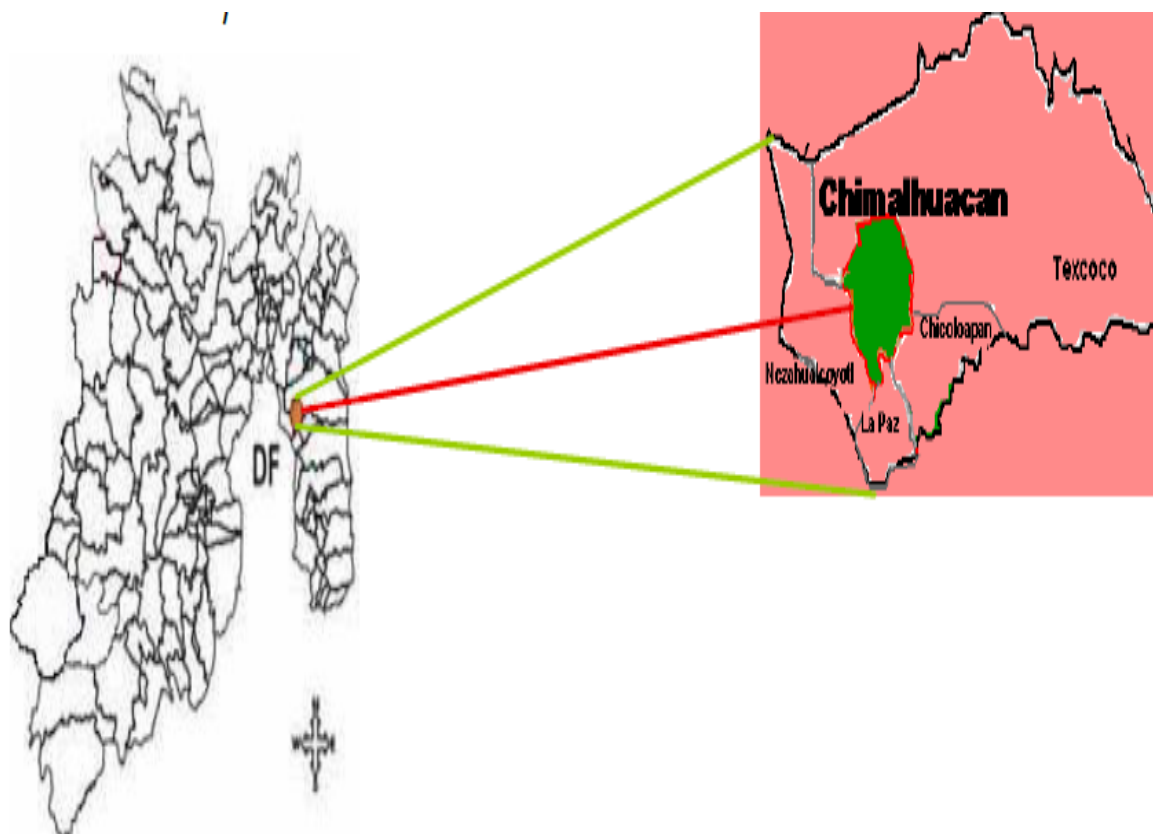 Chimalhuacan
Texcoco
Chicoloapan
Nezahualcoyotl
La Paz
DF
N
W E
S